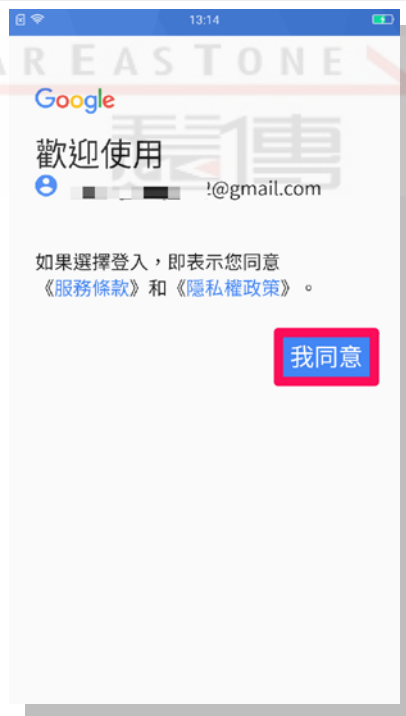 13:14
AREASTONE
遠傳
Google
歡迎使用
!@gmail.com
如果選擇登入，即表示您同意
《服務條款》和《隱私權政策》。
我同意